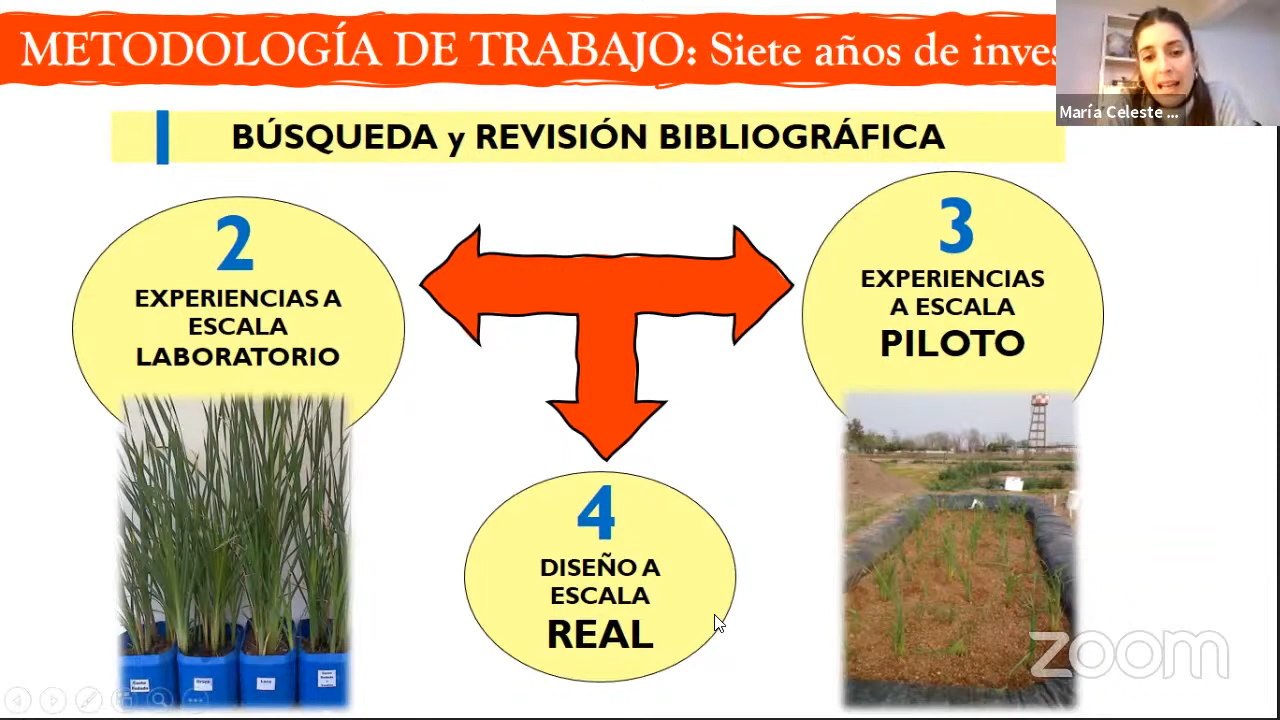 METODOLOGÍA DE TRABAJO: Siete años de inves
María Celeste ...
I
BÚSQUEDA y REVISIÓN BIBLIOGRÁFICA
2
EXPERIENCIAS A
ESCALA
LABORATORIO
3
EXPERIENCIAS
A ESCALA
PILOTO
4
DISEÑO A
ESCALA
REAL
zoom